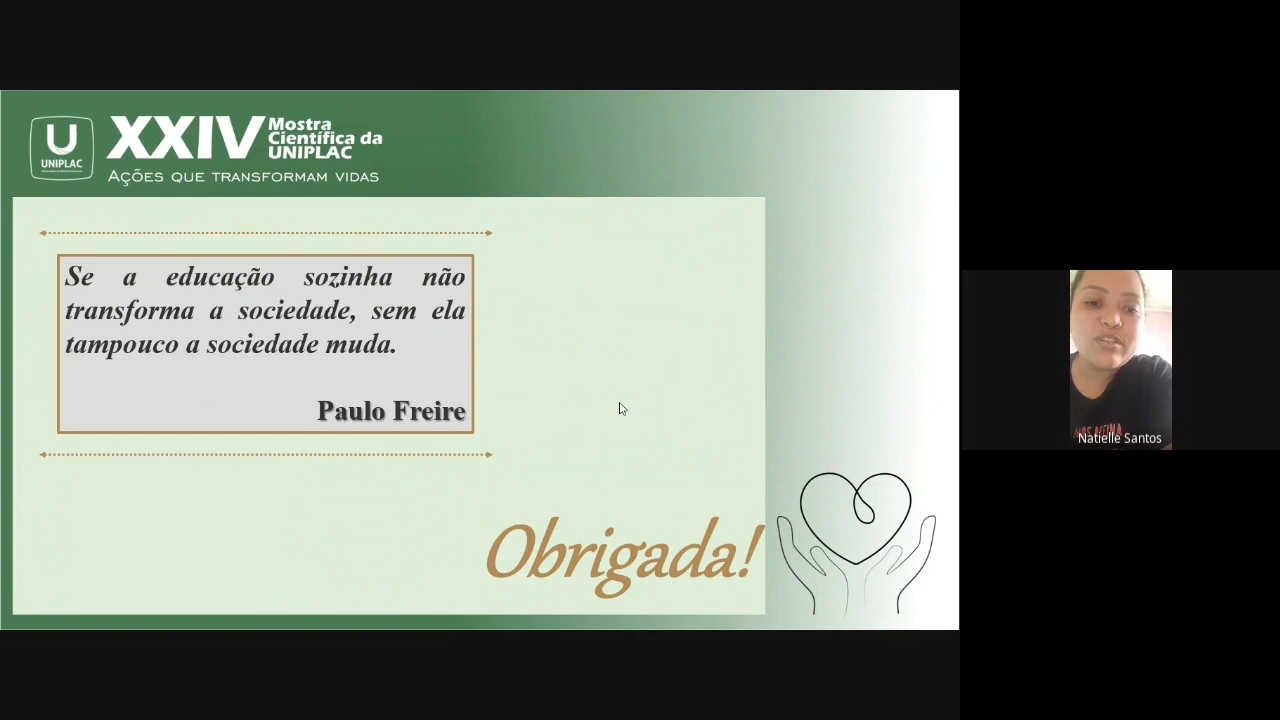 U
UNIPLAC
XXIV
Mostra
Científica da
UNIPLAC
AÇÕES QUE TRANSFORMAM VIDAS
Se a educação sozinha não
transforma a sociedade, sem ela
tampouco a sociedade muda.
Paulo Freire
Obrigada!
Natielle Santos